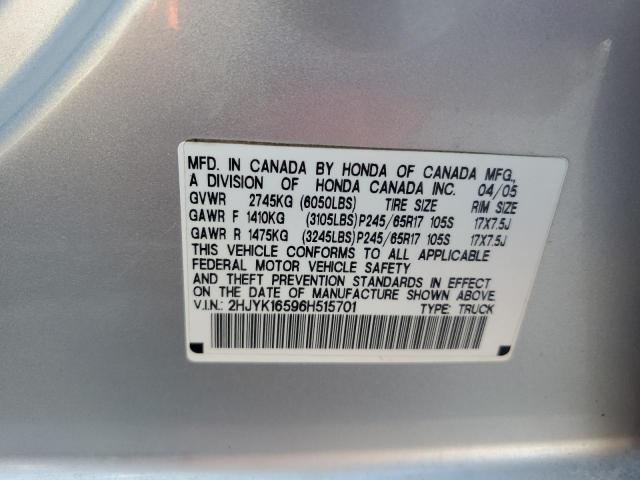 MFD. IN CANADA BY HONDA OF CANADA MFG.,
A DIVISION OF HONDA CANADA INC. 04/05
GVWR 2745KG (6050LBS) TIRE SIZE RIM SIZE
GAWR F 1410KG (3105LBS)P245/65R17 105S 17X7.5J
GAWR R 1475KG (3245LBS)P245/65R17 105S 17X7.5J
THIS VEHICLE CONFORMS TO ALL APPLICABLE
FEDERAL MOTOR VEHICLE SAFETY
AND THEFT PREVENTION STANDARDS IN EFFECT
ON THE DATE OF MANUFACTURE SHOWN ABOVE.
V.I.N.: 2HJYK16596H515701 TYPE: TRUCK